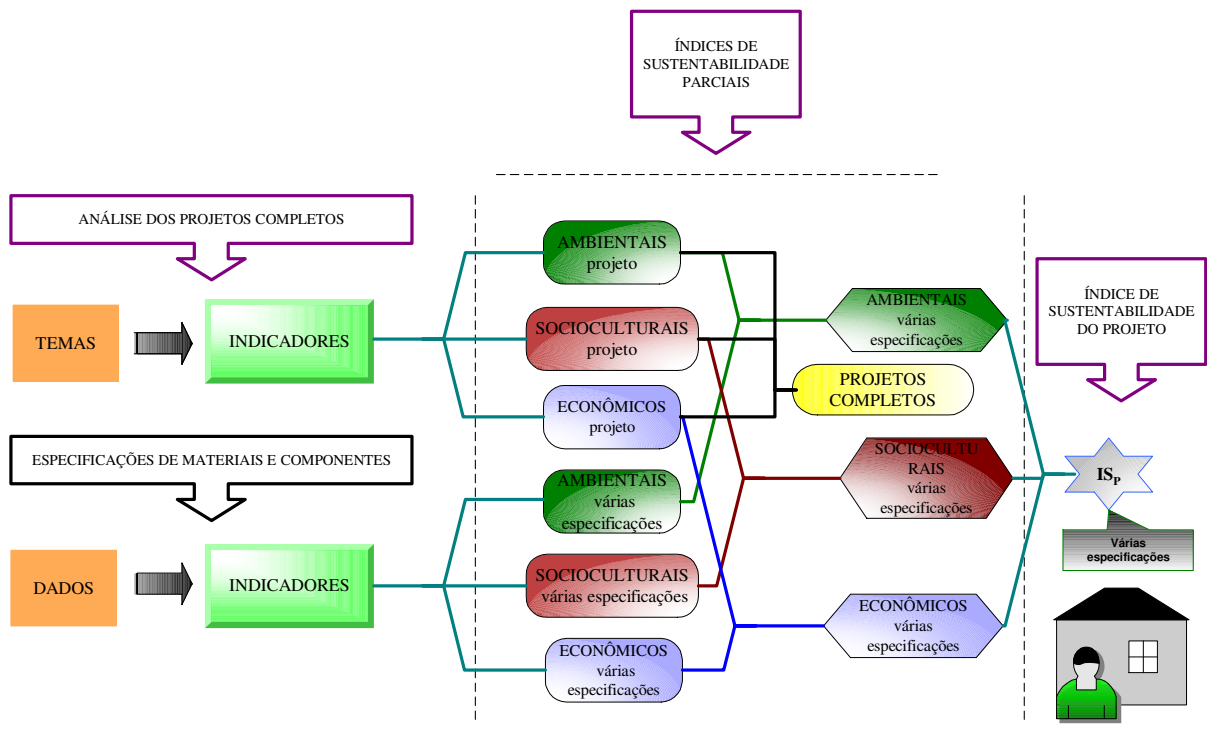 ÍNDICES DE
SUSTENTABILIDADE
PARCIAIS
ANÁLISE DOS PROJETOS COMPLETOS
TEMAS
INDICADORES
AMBIENTAIS
projeto
SOCIOCULTURAIS
projeto
ECONÔMICOS
projeto
AMBIENTAIS
várias
especificações
PROJETOS
COMPLETOS
ÍNDICE DE
SUSTENTABILIDADE
DO PROJETO
ESPECIFICAÇÕES DE MATERIAIS E COMPONENTES
DADOS
INDICADORES
AMBIENTAIS
várias
especificações
SOCIOCULTURAIS
várias especificações
ECONÔMICOS
várias
especificações
SOCIOCULTU
RAIS
várias
especificações
ECONÔMICOS
várias
especificações
ISP
Várias
especificações